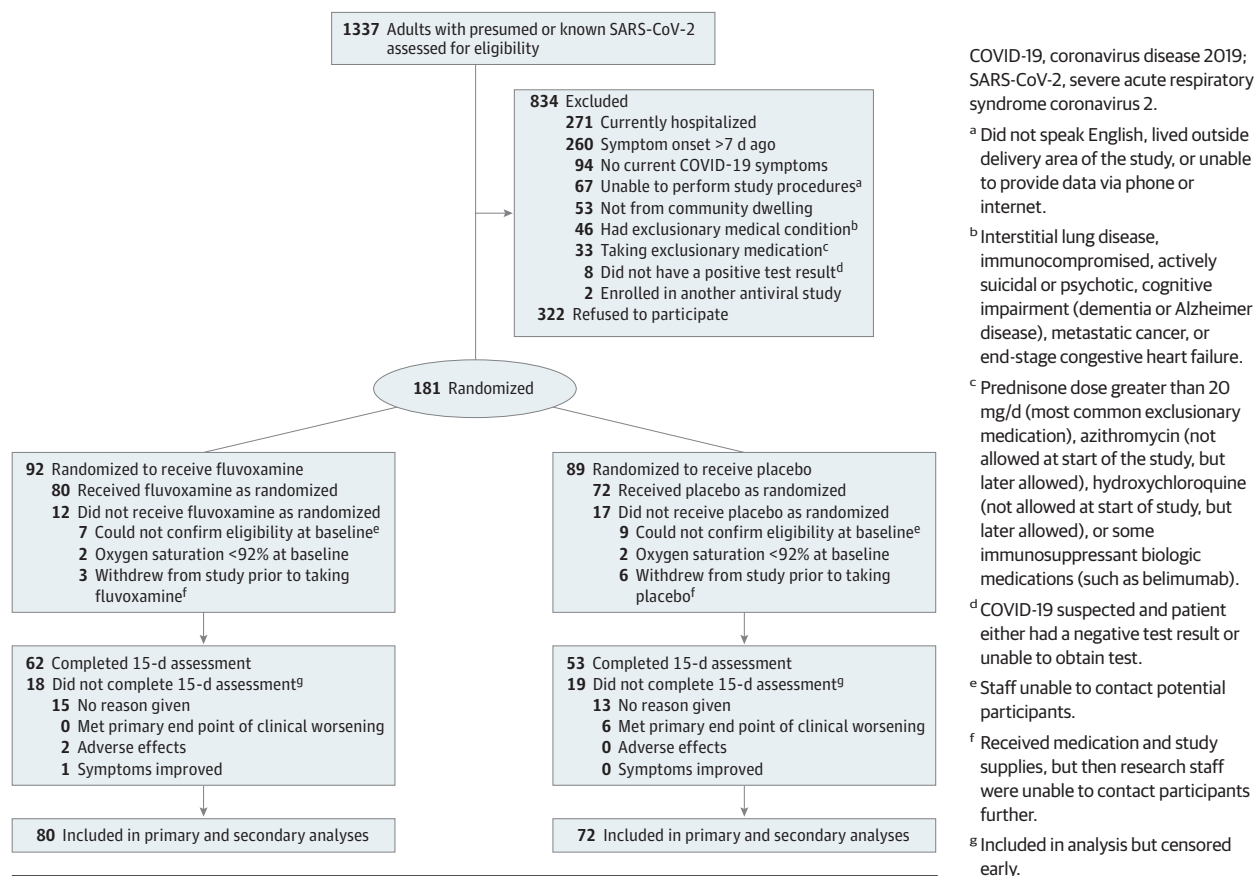 1337 Adults with presumed or known SARS-CoV-2
assessed for eligibility
834 Excluded
271 Currently hospitalized
260 Symptom onset >7 d ago
94 No current COVID-19 symptoms
67 Unable to perform study proceduresa
53 Not from community dwelling
46 Had exclusionary medical conditionb
33 Taking exclusionary medicationc
8 Did not have a positive test resultd
2 Enrolled in another antiviral study
322 Refused to participate
181 Randomized
92 Randomized to receive fluvoxamine
80 Received fluvoxamine as randomized
12 Did not receive fluvoxamine as randomized
7 Could not confirm eligibility at baselinee
2 Oxygen saturation <92% at baseline
3 Withdrew from study prior to taking
fluvoxaminef
89 Randomized to receive placebo
72 Received placebo as randomized
17 Did not receive placebo as randomized
9 Could not confirm eligibility at baselinee
2 Oxygen saturation <92% at baseline
6 Withdrew from study prior to taking
placebof
62 Completed 15-d assessment
18 Did not complete 15-d assessmentg
15 No reason given
0 Met primary end point of clinical worsening
2 Adverse effects
1 Symptoms improved
53 Completed 15-d assessment
19 Did not complete 15-d assessmentg
13 No reason given
6 Met primary end point of clinical worsening
0 Adverse effects
0 Symptoms improved
80 Included in primary and secondary analyses
72 Included in primary and secondary analyses
COVID-19, coronavirus disease 2019;
SARS-CoV-2, severe acute respiratory
syndrome coronavirus 2.
a Did not speak English, lived outside
delivery area of the study, or unable
to provide data via phone or
internet.
b Interstitial lung disease,
immunocompromised, actively
suicidal or psychotic, cognitive
impairment (dementia or Alzheimer
disease), metastatic cancer, or
end-stage congestive heart failure.
c Prednisone dose greater than 20
mg/d (most common exclusionary
medication), azithromycin (not
allowed at start of the study, but
later allowed), hydroxychloroquine
(not allowed at start of study, but
later allowed), or some
immunosuppressant biologic
medications (such as belimumab).
d COVID-19 suspected and patient
either had a negative test result or
unable to obtain test.
e Staff unable to contact potential
participants.
f Received medication and study
supplies, but then research staff
were unable to contact participants
further.
g Included in analysis but censored
early.